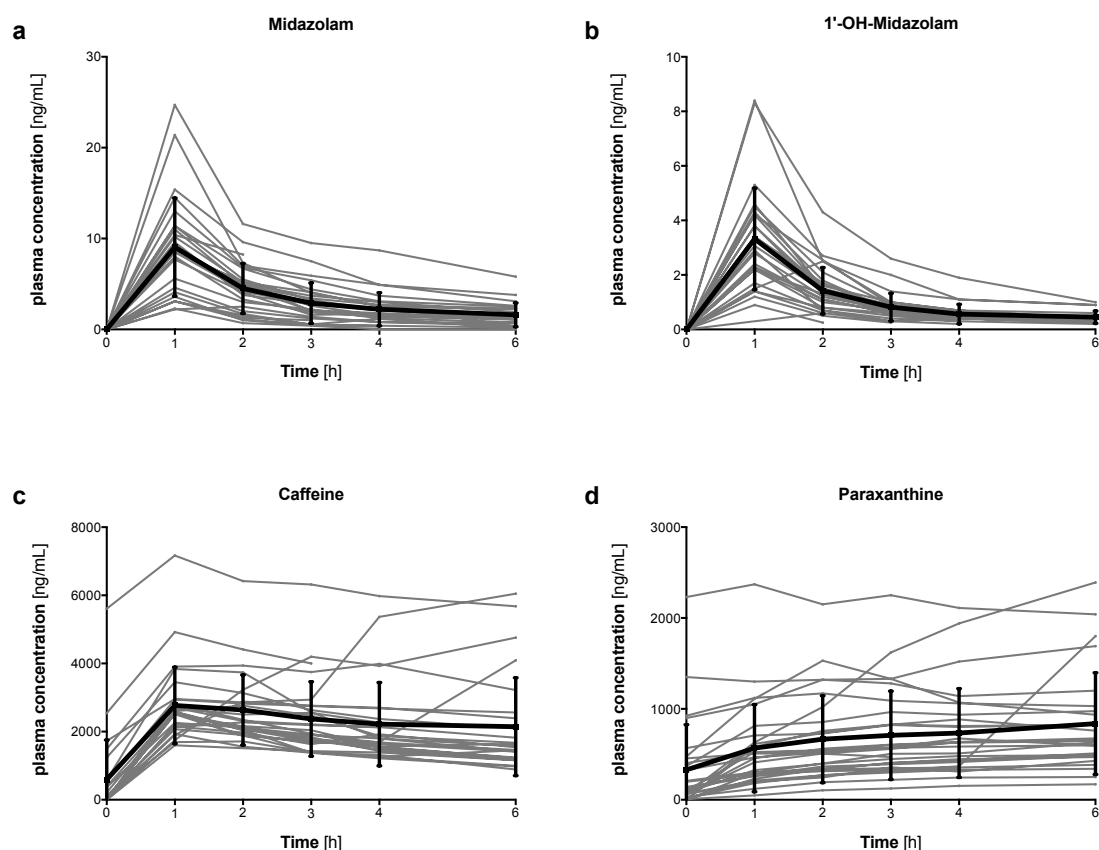 a
Midazolam
plasma concentration [ng/mL]
30
20
10
0
0 1 2 3 4 6
Time [h]
b
1'-OH-Midazolam
plasma concentration [ng/mL]
10
8
6
4
2
0
0 1 2 3 4 6
Time [h]
c
Caffeine
plasma concentration [ng/mL]
8000
6000
4000
2000
0
0 1 2 3 4 6
Time [h]
d
Paraxanthine
plasma concentration [ng/mL]
3000
2000
1000
0
0 1 2 3 4 6
Time [h]